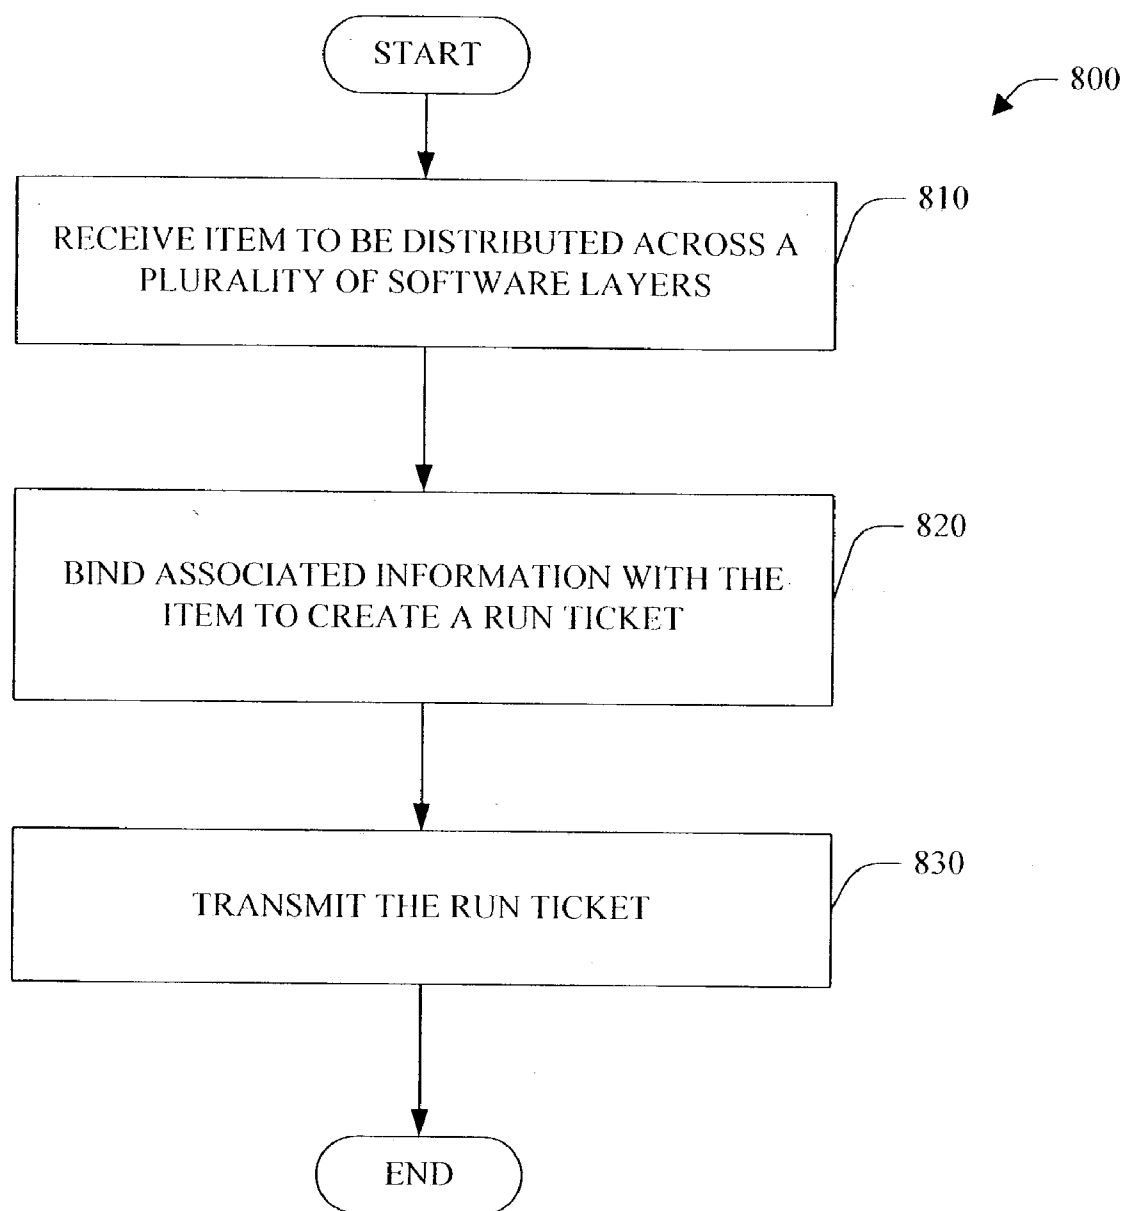 START
800
RECEIVE ITEM TO BE DISTRIBUTED ACROSS A
PLURALITY OF SOFTWARE LAYERS
810
BIND ASSOCIATED INFORMATION WITH THE
ITEM TO CREATE A RUN TICKET
820
TRANSMIT THE RUN TICKET
830
END